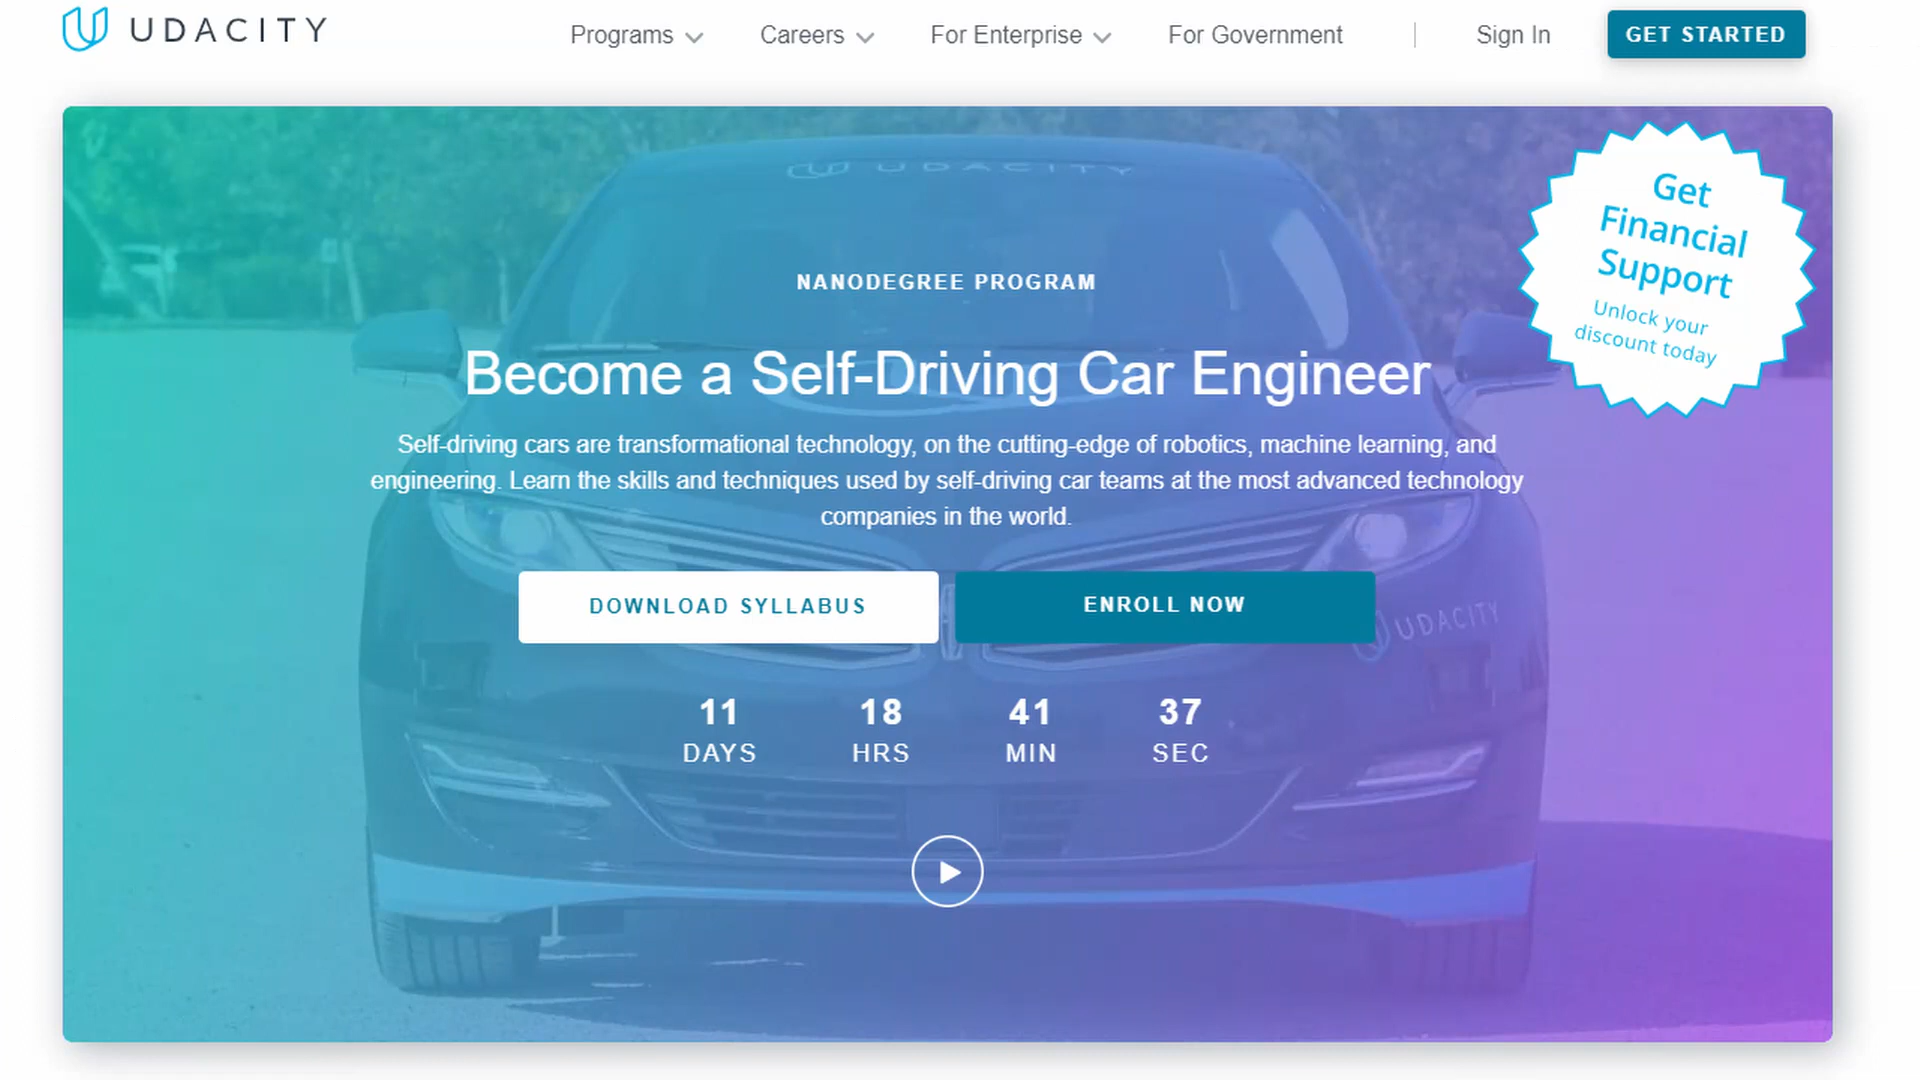 UDACITY
Programs
Careers
For Enterprise
For Government
Sign In
GET STARTED
UDACITY
Get
Financial
Support
Unlock your
discount today
NANODEGREE PROGRAM
Become a Self-Driving Car Engineer
Self-driving cars are transformational technology, on the cutting-edge of robotics, machine learning, and
engineering. Learn the skills and techniques used by self-driving car teams at the most advanced technology
companies in the world.
DOWNLOAD SYLLABUS
ENROLL NOW
UDACITY
11 18 41 37
DAYS HRS MIN SEC